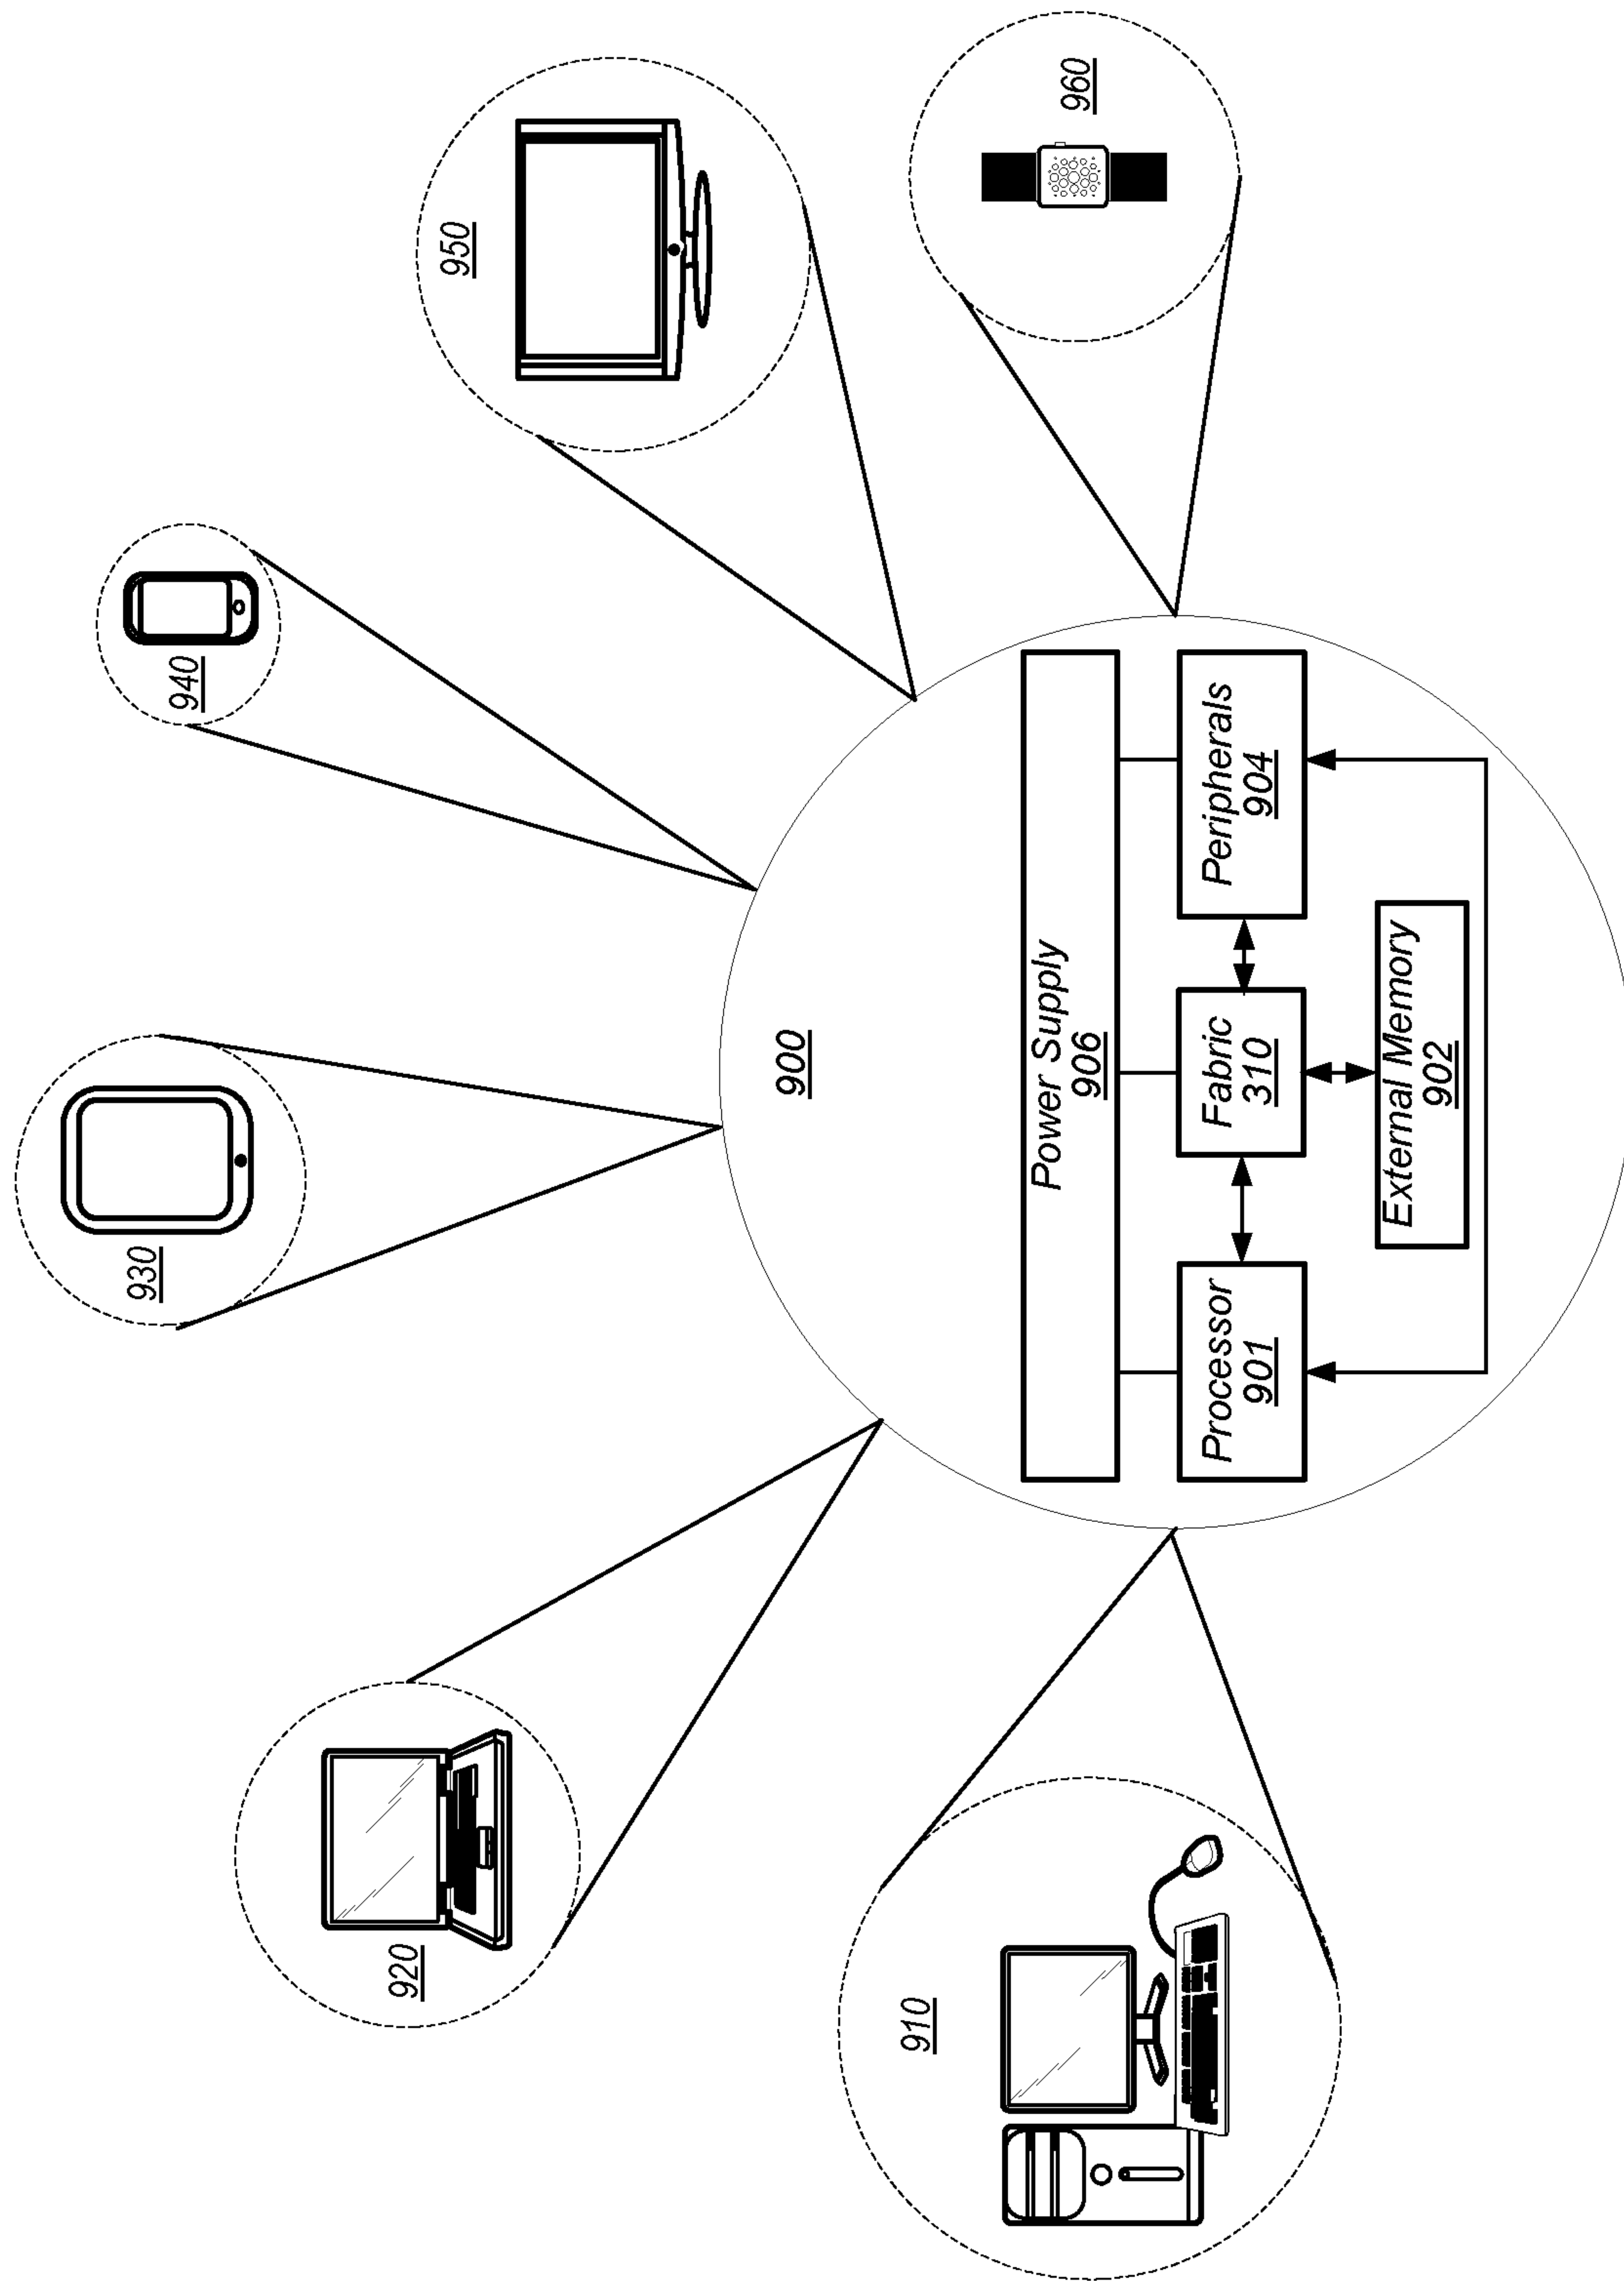 930
940
920
950
900
910
960
Power Supply
906
Processor
901
Fabric
310
Peripherals
904
External Memory
902